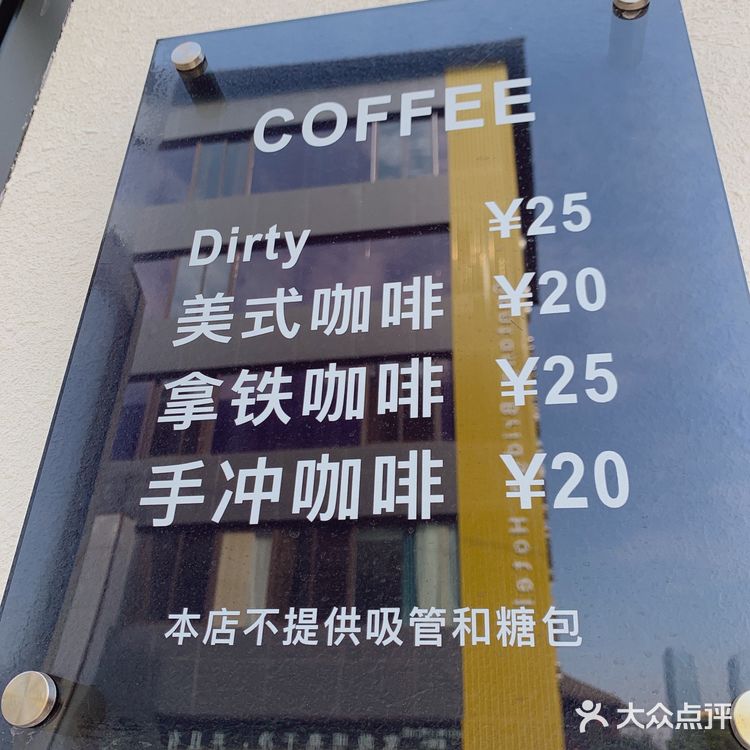 COFFEE
Dirty ¥25
美式咖啡 ¥20
拿铁咖啡 ¥25
手冲咖啡 ¥20
本店不提供吸管和糖包
大众点评